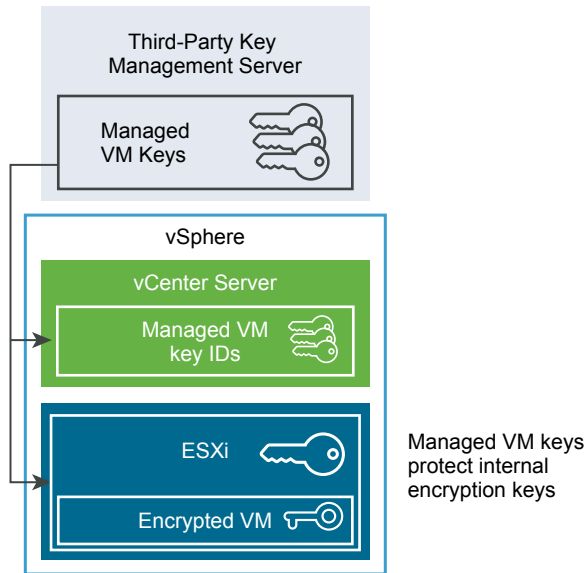 Third-Party Key
Management Server
Managed
VM Keys
vSphere
vCenter Server
Managed VM
key IDs
ESXi
Encrypted VM
Managed VM keys
protect internal
encryption keys